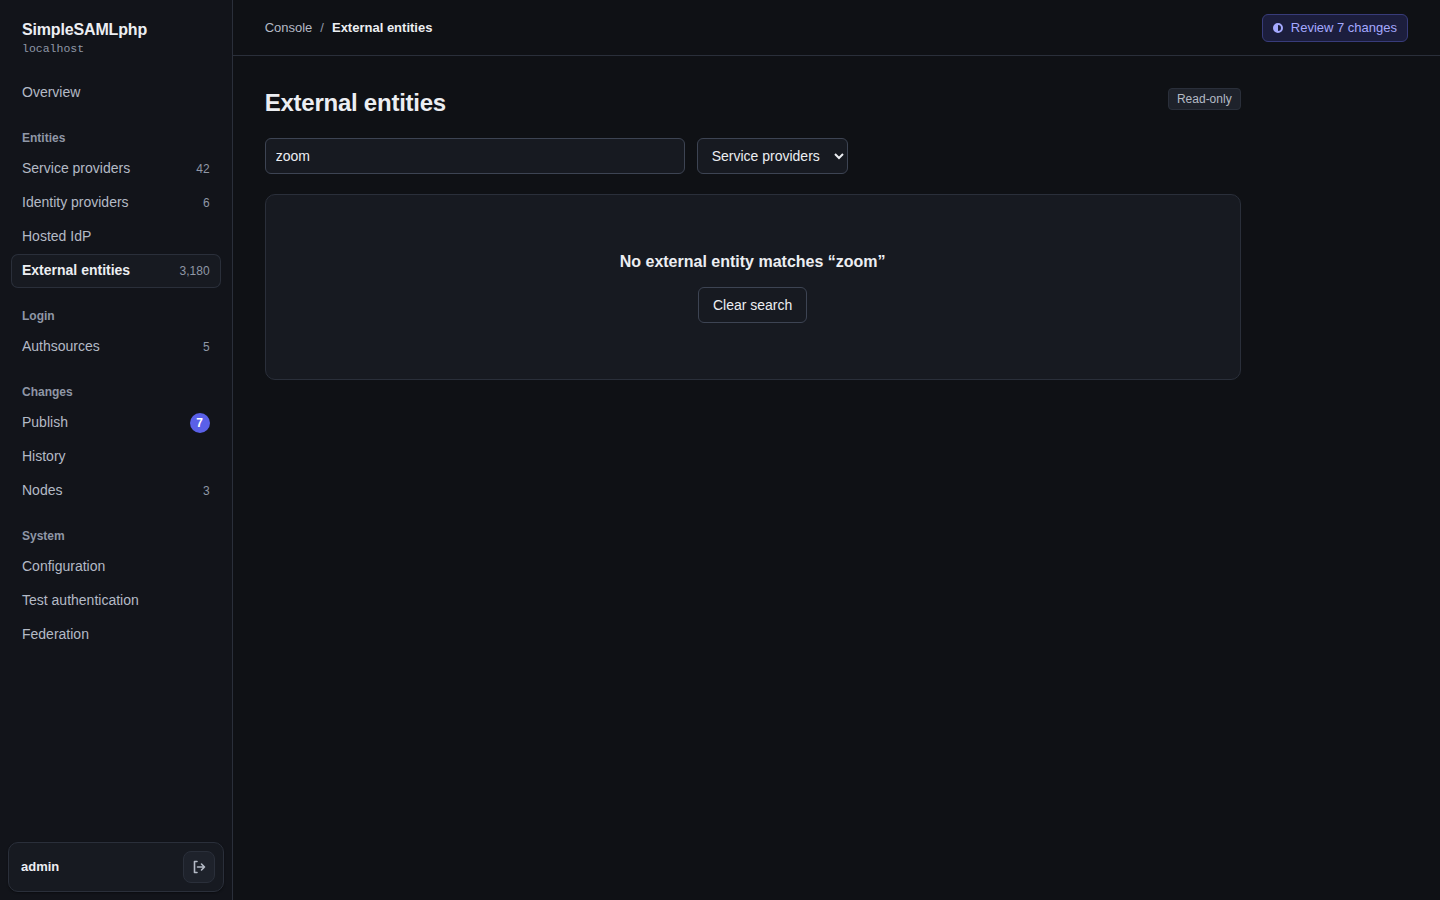 SimpleSAMLphp
localhost
Overview
Entities
Service providers 42
Identity providers 6
Hosted IdP
External entities 3,180
Login
Authsources 5
Changes
Publish 7
History
Nodes 3
System
Configuration
Test authentication
Federation
admin
Console / External entities
Review 7 changes
External entities
Read-only
zoom
Service providers
No external entity matches “zoom”
Clear search